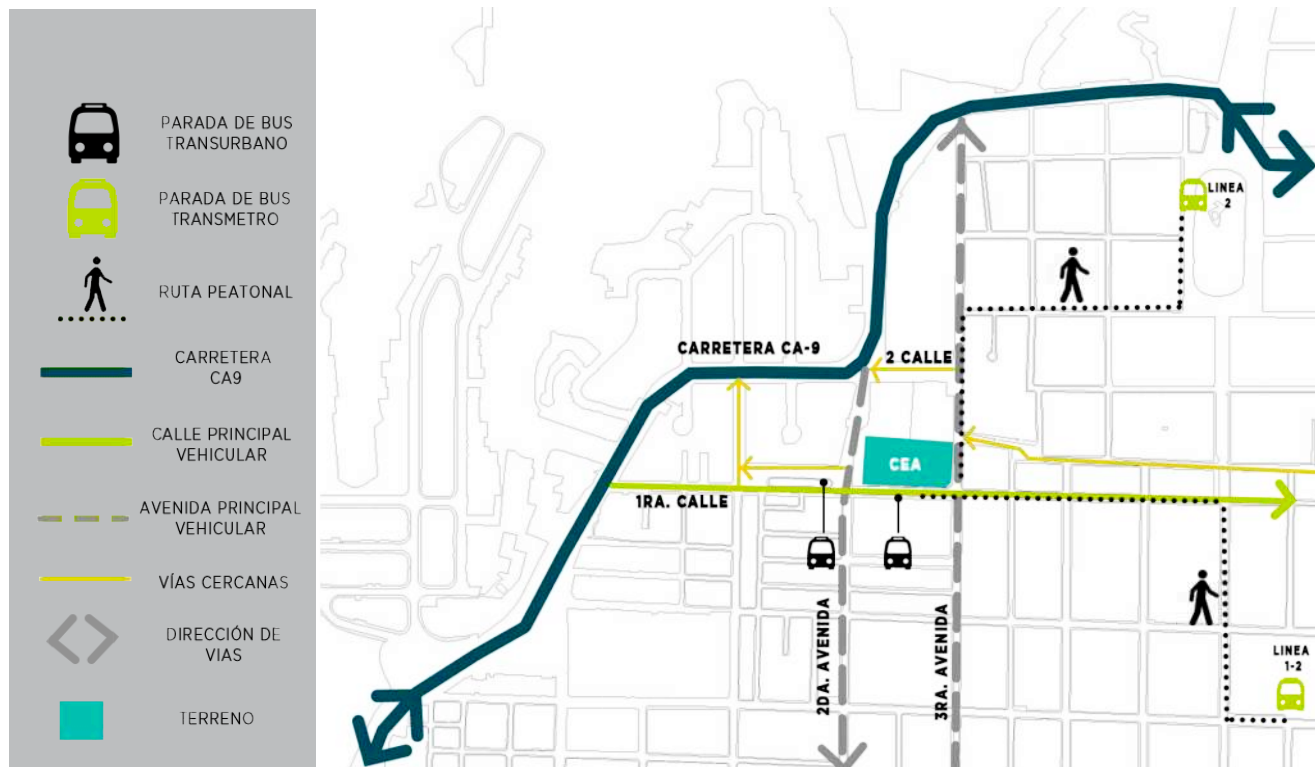 PARADA DE BUS
TRANSURBANO
PARADA DE BUS
TRANSMETRO
RUTA PEATONAL
CARRETERA
CA9
CALLE PRINCIPAL
VEHICULAR
AVENIDA PRINCIPAL
VEHICULAR
VÍAS CERCANAS
DIRECCIÓN DE
VIAS
TERRENO
LINEA
2
CARRETERA CA-9
2 CALLE
CEA
1RA. CALLE
2DA. AVENIDA
3RA. AVENIDA
LINEA
1-2